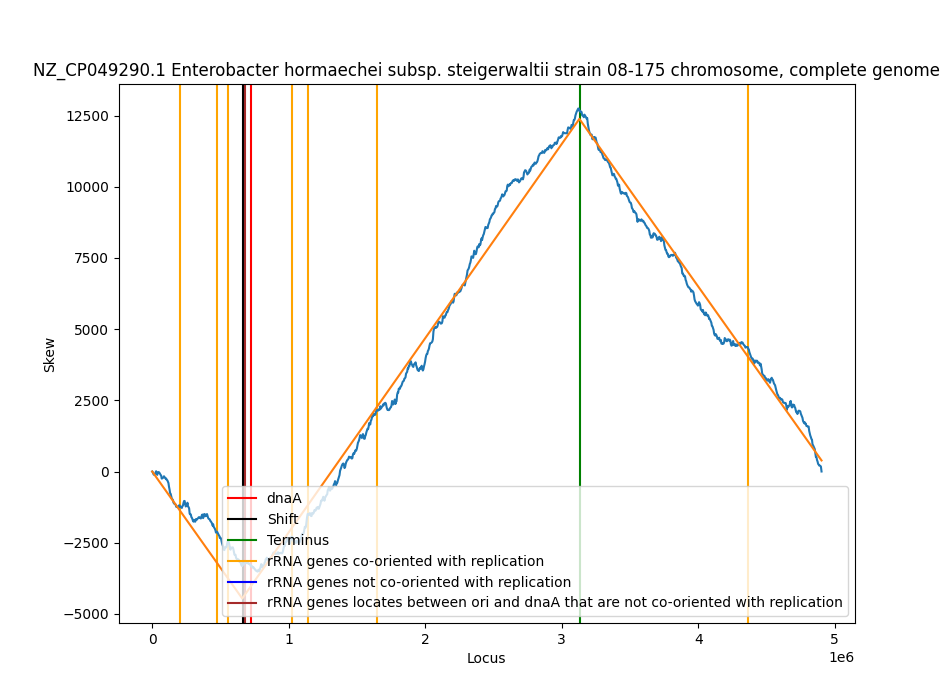 NZ_CP049290.1 Enterobacter hormaechei subsp. steigerwaltii strain 08-175 chromosome, complete genome
12500
10000
7500
5000
2500
0
−2500
−5000
Skew
dnaA
Shift
Terminus
rRNA genes co-oriented with replication
rRNA genes not co-oriented with replication
rRNA genes locates between ori and dnaA that are not co-oriented with replication
0 1 2 3 4 5
1e6
Locus